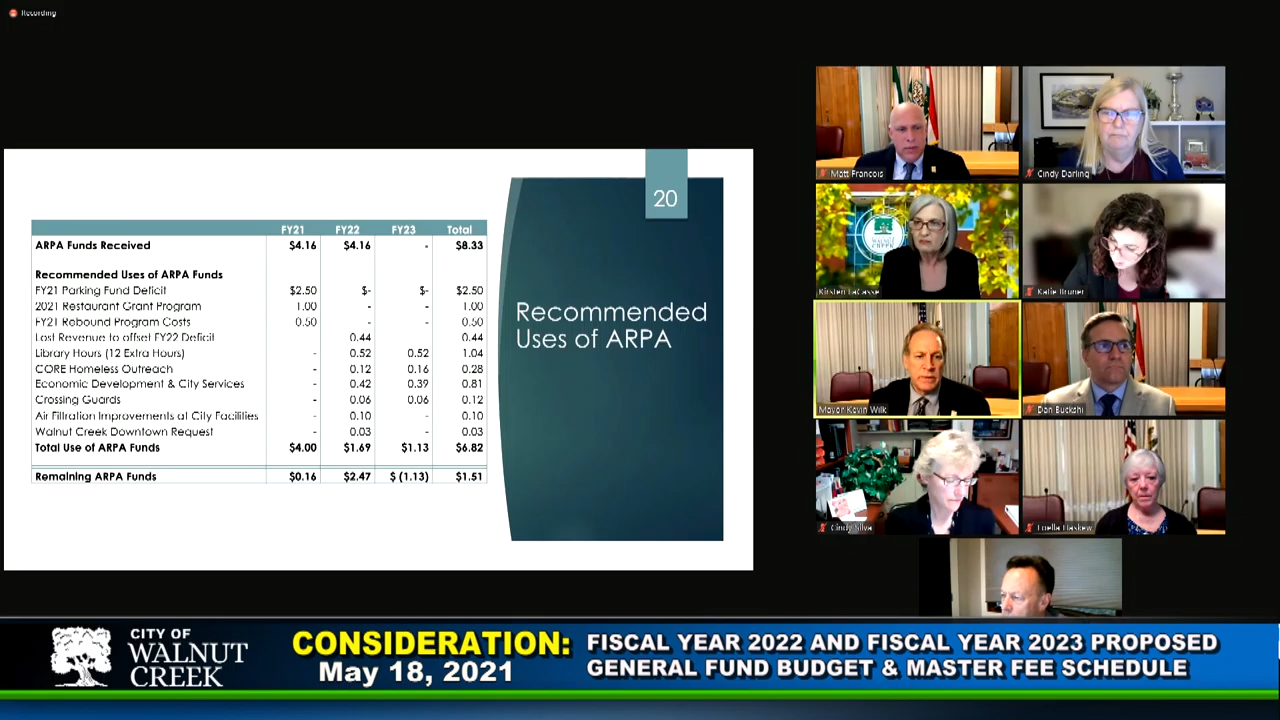 Recording
20
FY21 FY22 FY23 Total
ARPA Funds Received $4.16 $4.16 - $8.33
Recommended Uses of ARPA Funds
FY21 Parking Fund Deficit $2.50 $- $- $2.50
2021 Restaurant Grant Program 1.00 - - 1.00
FY21 Rebound Program Costs 0.50 - - 0.50
Lost Revenue to offset FY22 Deficit 0.44 0.44
Library Hours (12 Extra Hours) - 0.52 0.52 1.04
CORE Homeless Outreach - 0.12 0.16 0.28
Economic Development & City Services - 0.42 0.39 0.81
Crossing Guards - 0.06 0.06 0.12
Air Filtration Improvements at City Facilities - 0.10 - 0.10
Walnut Creek Downtown Request - 0.03 - 0.03
Total Use of ARPA Funds $4.00 $1.69 $1.13 $6.82
Remaining ARPA Funds $0.16 $2.47 $ (1.13) $1.51
Recommended
Uses of ARPA
Matt Francois
Cindy Darling
WALNUT
CREEK
Kirsten LaCasse
Katie Bruner
Mayor Kevin Wilk
Dan Buckshi
Cindy Silva
Loella Haskew
CITY OF
WALNUT
CREEK
CONSIDERATION:
May 18, 2021
FISCAL YEAR 2022 AND FISCAL YEAR 2023 PROPOSED
GENERAL FUND BUDGET & MASTER FEE SCHEDULE